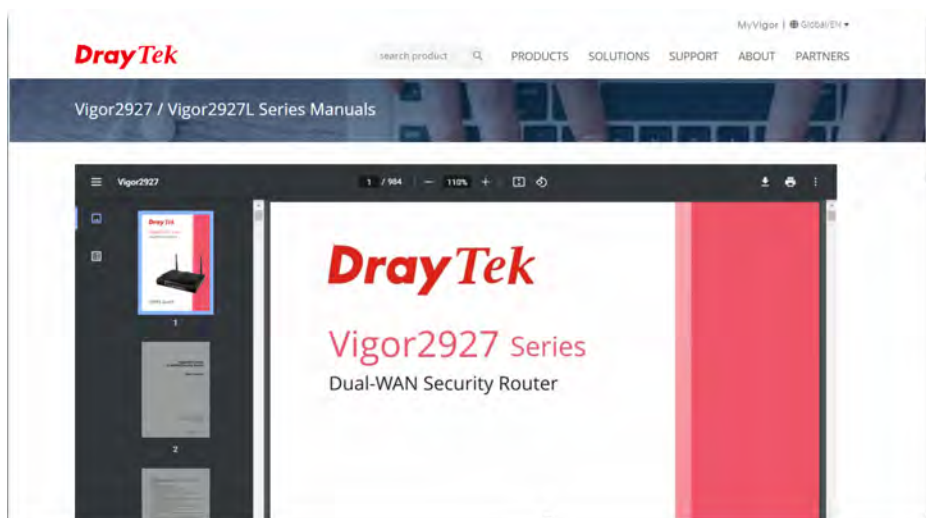 MyVigor | Global/EN
DrayTek
search product
PRODUCTS SOLUTIONS SUPPORT ABOUT PARTNERS
Vigor2927 / Vigor2927L Series Manuals
Vigor2927
1 / 984
110%
DrayTek
1
2
DrayTek
Vigor2927 Series
Dual-WAN Security Router